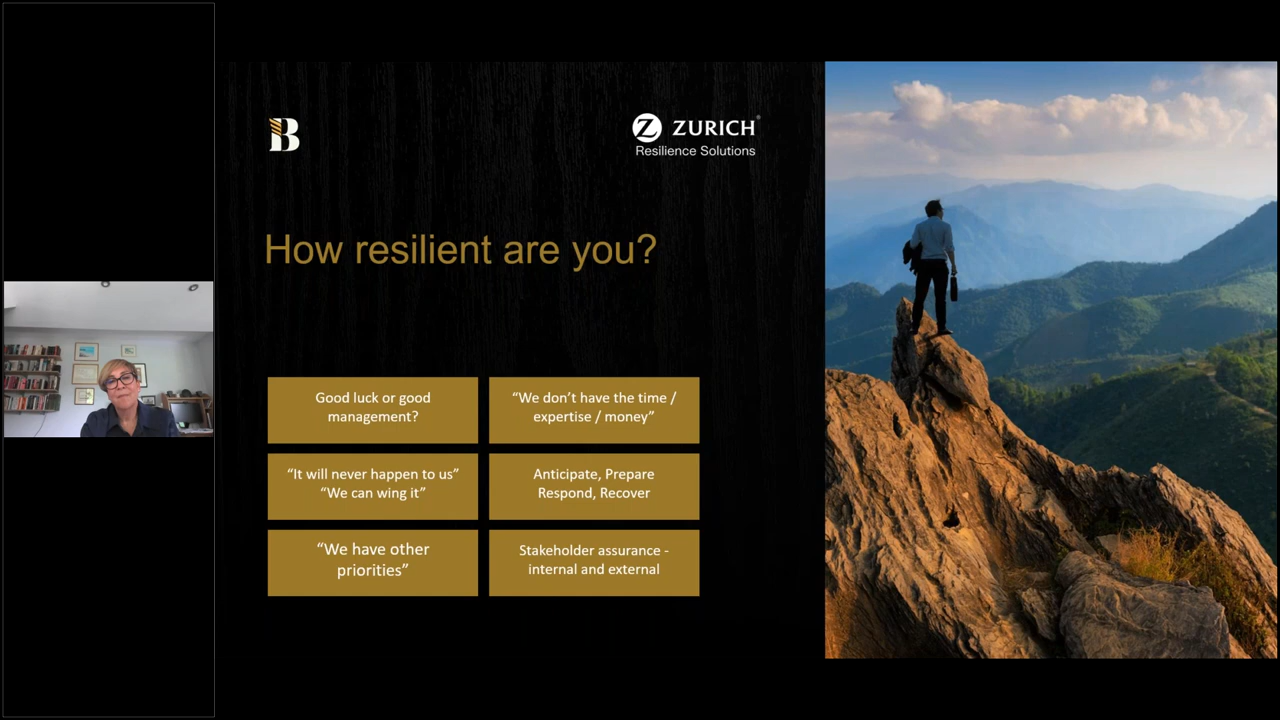 B
Z ZURICH®
Resilience Solutions
How resilient are you?
Good luck or good
management?
“We don’t have the time /
expertise / money”
“It will never happen to us”
“We can wing it”
Anticipate, Prepare
Respond, Recover
“We have other
priorities”
Stakeholder assurance -
internal and external